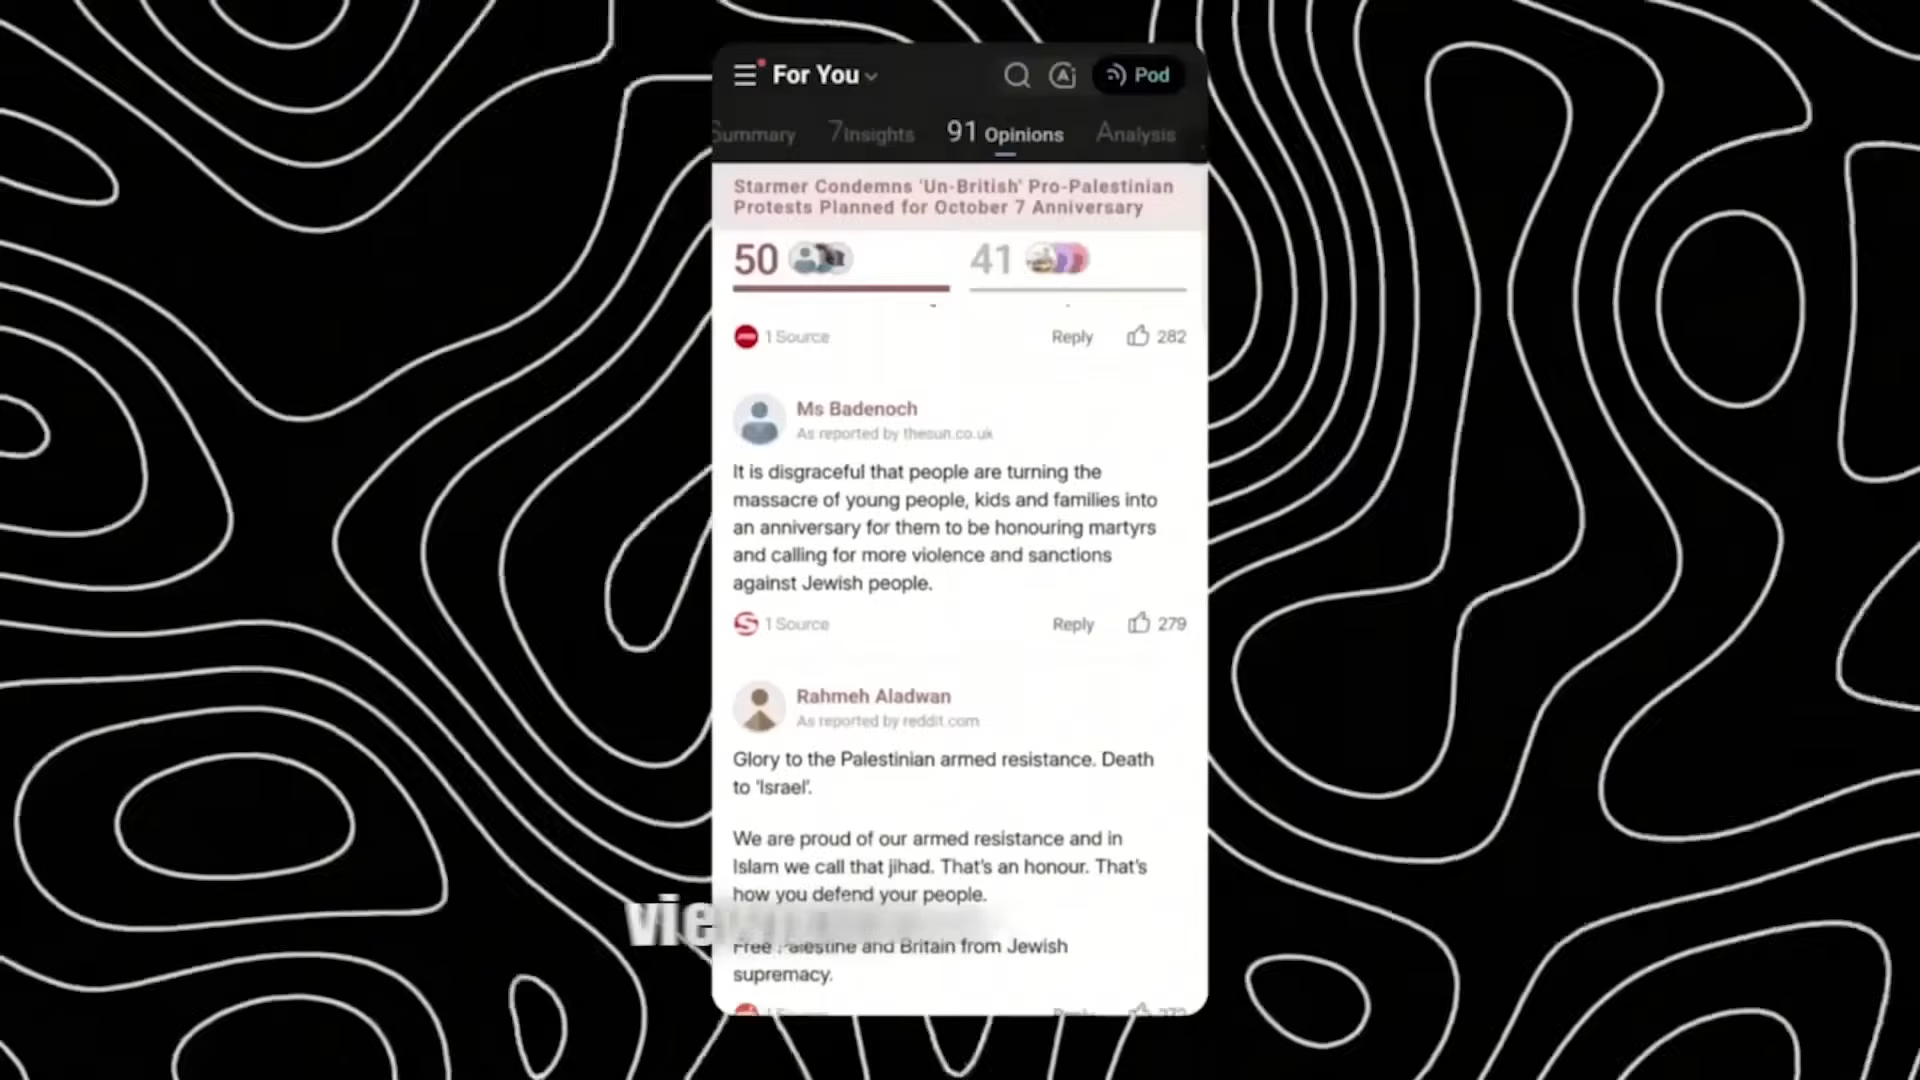 For You
Pod
Summary
7 Insights
91 Opinions
Analysis
Starmer Condemns 'Un-British' Pro-Palestinian
Protests Planned for October 7 Anniversary
50
41
1 Source
Reply
282
Ms Badenoch
As reported by thesun.co.uk
It is disgraceful that people are turning the
massacre of young people, kids and families into
an anniversary for them to be honouring martyrs
and calling for more violence and sanctions
against Jewish people.
1 Source
Reply
279
Rahmeh Aladwan
As reported by reddit.com
Glory to the Palestinian armed resistance. Death
to 'Israel'.
We are proud of our armed resistance and in
Islam we call that jihad. That's an honour. That's
how you defend your people.
Free Palestine and Britain from Jewish
supremacy.